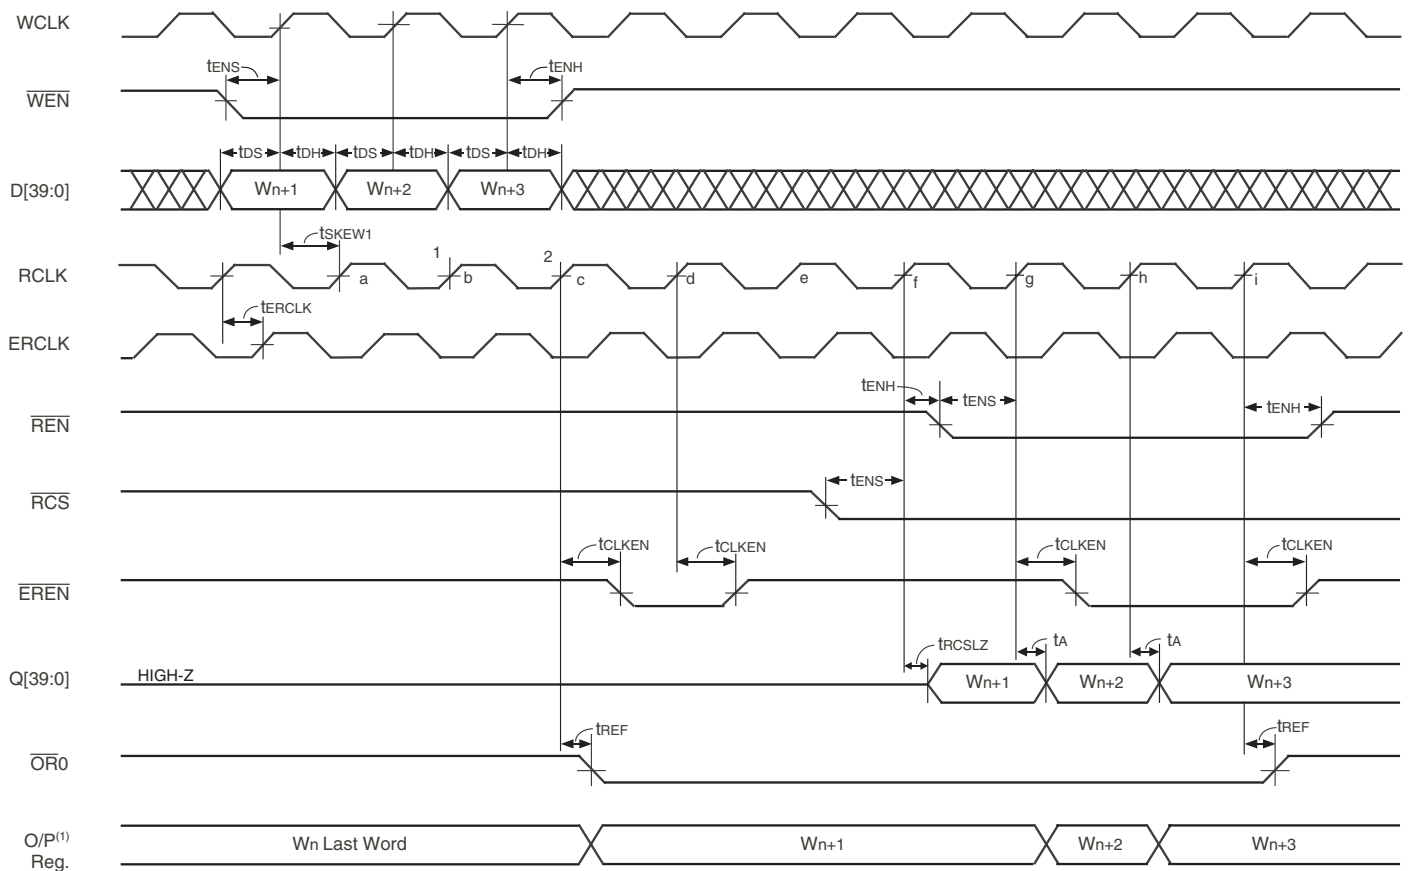 WCLK
tENS
tENH
WEN
tDS tDH tDS tDH tDS tDH
D[39:0] Wn+1 Wn+2 Wn+3
tSKEW1
1 2
RCLK a b c d e f g h i
tERCLK
ERCLK
tENH tENS tENH
REN
tENS
RCS
tCLKEN tCLKEN tCLKEN tCLKEN
EREN
tRCSLZ tA tA
Q[39:0] HIGH-Z Wn+1 Wn+2 Wn+3
tREF tREF
OR0
O/P(1) Reg. Wn Last Word Wn+1 Wn+2 Wn+3